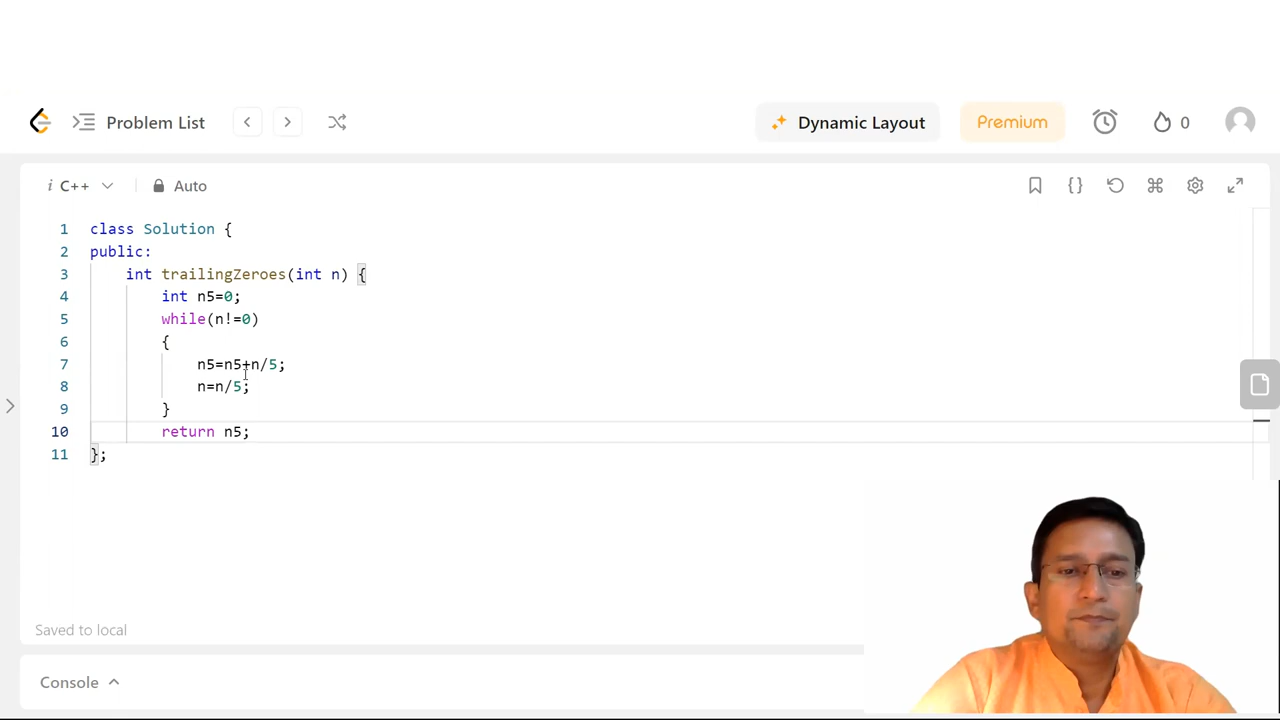 Problem List
Dynamic Layout
Premium
0
i C++
Auto
{}
1 class Solution {
2 public:
3 int trailingZeroes(int n) {
4 int n5=0;
5 while(n!=0)
6 {
7 n5=n5+n/5;
8 n=n/5;
9 }
10 return n5;
11 };
Saved to local
Console